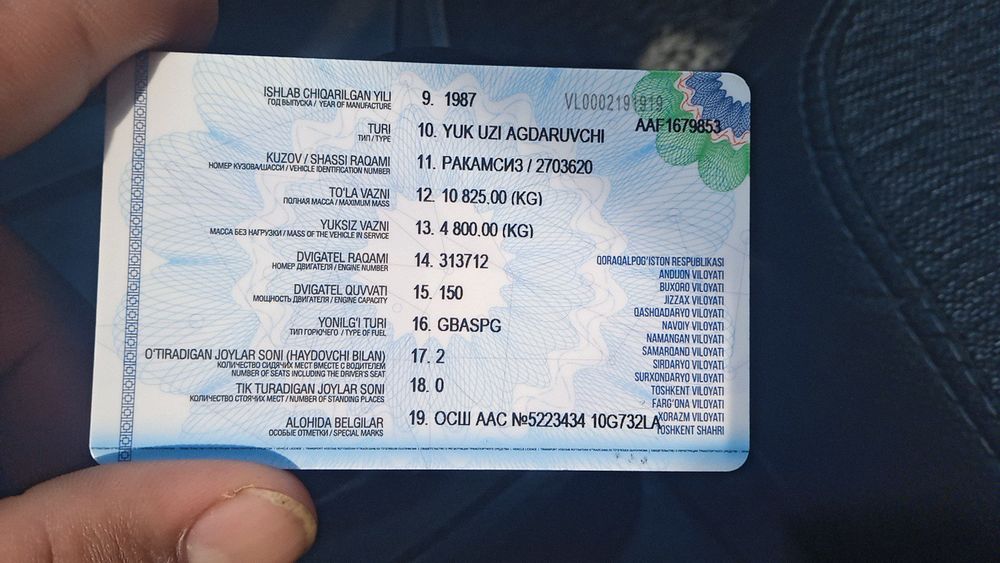 VL0002191919
AAF1679853
ISHLAB CHIQARILGAN YILI 9. 1987
ГОД ВЫПУСКА / YEAR OF MANUFACTURE
TURI 10. YUK UZI AGDARUVCHI
ТИП / TYPE
KUZOV / SHASSI RAQAMI 11. РАКАМСИЗ / 2703620
НОМЕР КУЗОВА/ШАССИ / VEHICLE IDENTIFICATION NUMBER
TO'LA VAZNI 12. 10 825.00 (KG)
ПОЛНАЯ МАССА / MAXIMUM MASS
YUKSIZ VAZNI 13. 4 800.00 (KG)
МАССА БЕЗ НАГРУЗКИ / MASS OF THE VEHICLE IN SERVICE
DVIGATEL RAQAMI 14. 313712
НОМЕР ДВИГАТЕЛЯ / ENGINE NUMBER
DVIGATEL QUVVATI 15. 150
МОЩНОСТЬ ДВИГАТЕЛЯ / ENGINE CAPACITY
YONILG'I TURI 16. GBASPG
ТИП ГОРЮЧЕГО / TYPE OF FUEL
O'TIRADIGAN JOYLAR SONI (HAYDOVCHI BILAN) 17. 2
КОЛИЧЕСТВО СИДЯЧИХ МЕСТ ВМЕСТЕ С ВОДИТЕЛЕМ
NUMBER OF SEATS INCLUDING THE DRIVER'S SEAT
TIK TURADIGAN JOYLAR SONI 18. 0
КОЛИЧЕСТВО СТОЯЧИХ МЕСТ / NUMBER OF STANDING PLACES
ALOHIDA BELGILAR 19. ОСШ ААС №5223434 10G732LA
ОСОБЫЕ ОТМЕТКИ / SPECIAL MARKS
QORAQALPOG'ISTON RESPUBLIKASI
ANDIJON VILOYATI
BUXORO VILOYATI
JIZZAX VILOYATI
QASHQADARYO VILOYATI
NAVOIY VILOYATI
NAMANGAN VILOYATI
SAMARQAND VILOYATI
SIRDARYO VILOYATI
SURXONDARYO VILOYATI
TOSHKENT VILOYATI
FARG'ONA VILOYATI
XORAZM VILOYATI
TOSHKENT SHAHRI